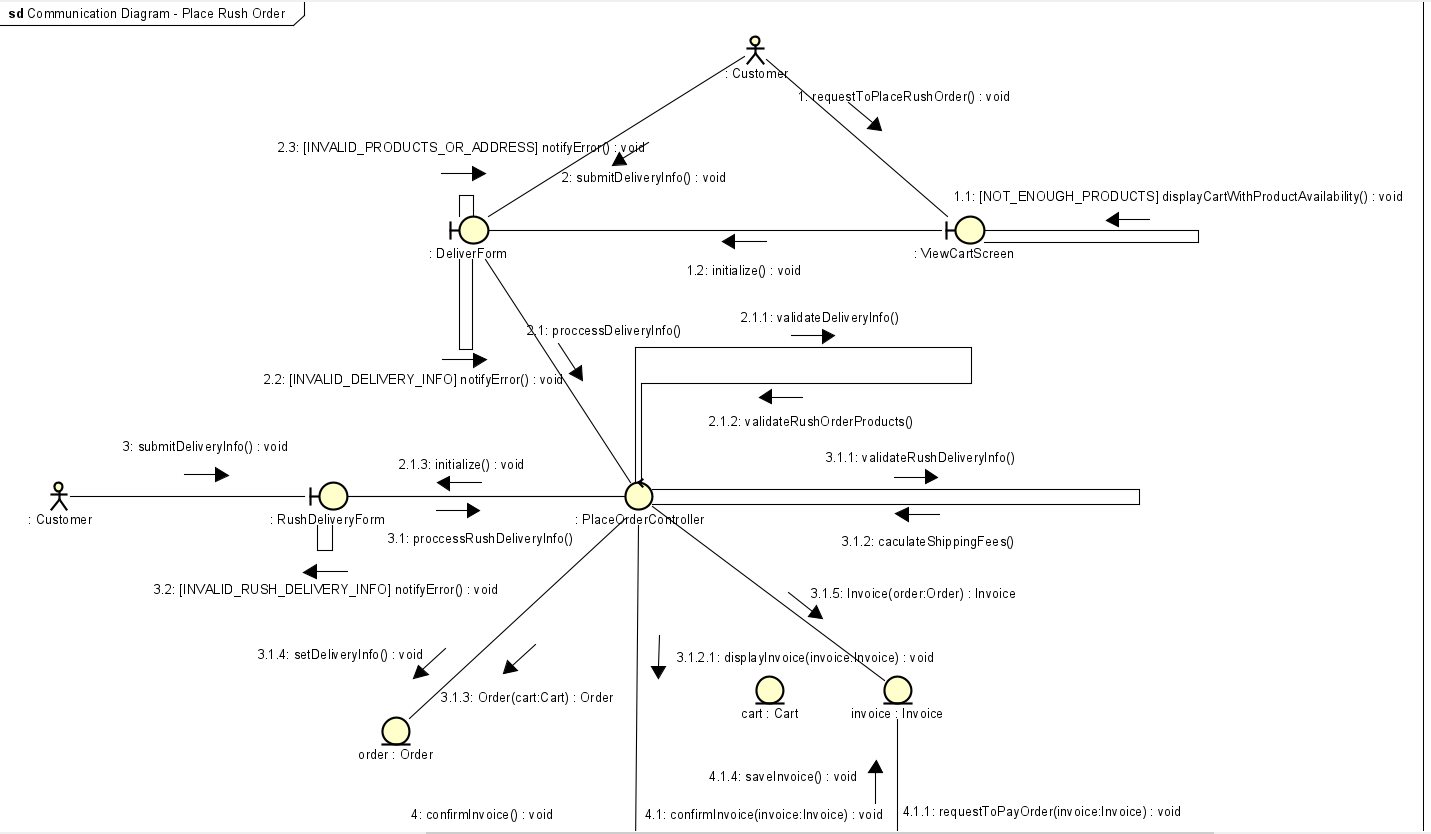 sd Communication Diagram - Place Rush Order
: Customer
1: requestToPlaceRushOrder() : void
2.3: [INVALID_PRODUCTS_OR_ADDRESS] notifyError() : void
2: submitDeliveryInfo() : void
1.1: [NOT_ENOUGH_PRODUCTS] displayCartWithProductAvailability() : void
: DeliverForm
: ViewCartScreen
1.2: initialize() : void
2.1.1: validateDeliveryInfo()
2.1: proccessDeliveryInfo()
2.2: [INVALID_DELIVERY_INFO] notifyError() : void
2.1.2: validateRushOrderProducts()
3: submitDeliveryInfo() : void
2.1.3: initialize() : void
3.1.1: validateRushDeliveryInfo()
: Customer
: RushDeliveryForm
: PlaceOrderController
3.1: proccessRushDeliveryInfo()
3.1.2: caculateShippingFees()
3.2: [INVALID_RUSH_DELIVERY_INFO] notifyError() : void
3.1.5: Invoice(order:Order) : Invoice
3.1.4: setDeliveryInfo() : void
3.1.2.1: displayInvoice(invoice:Invoice) : void
3.1.3: Order(cart:Cart) : Order
cart : Cart
invoice : Invoice
order : Order
4.1.4: saveInvoice() : void
4: confirmInvoice() : void
4.1: confirmInvoice(invoice:Invoice) : void
4.1.1: requestToPayOrder(invoice:Invoice) : void